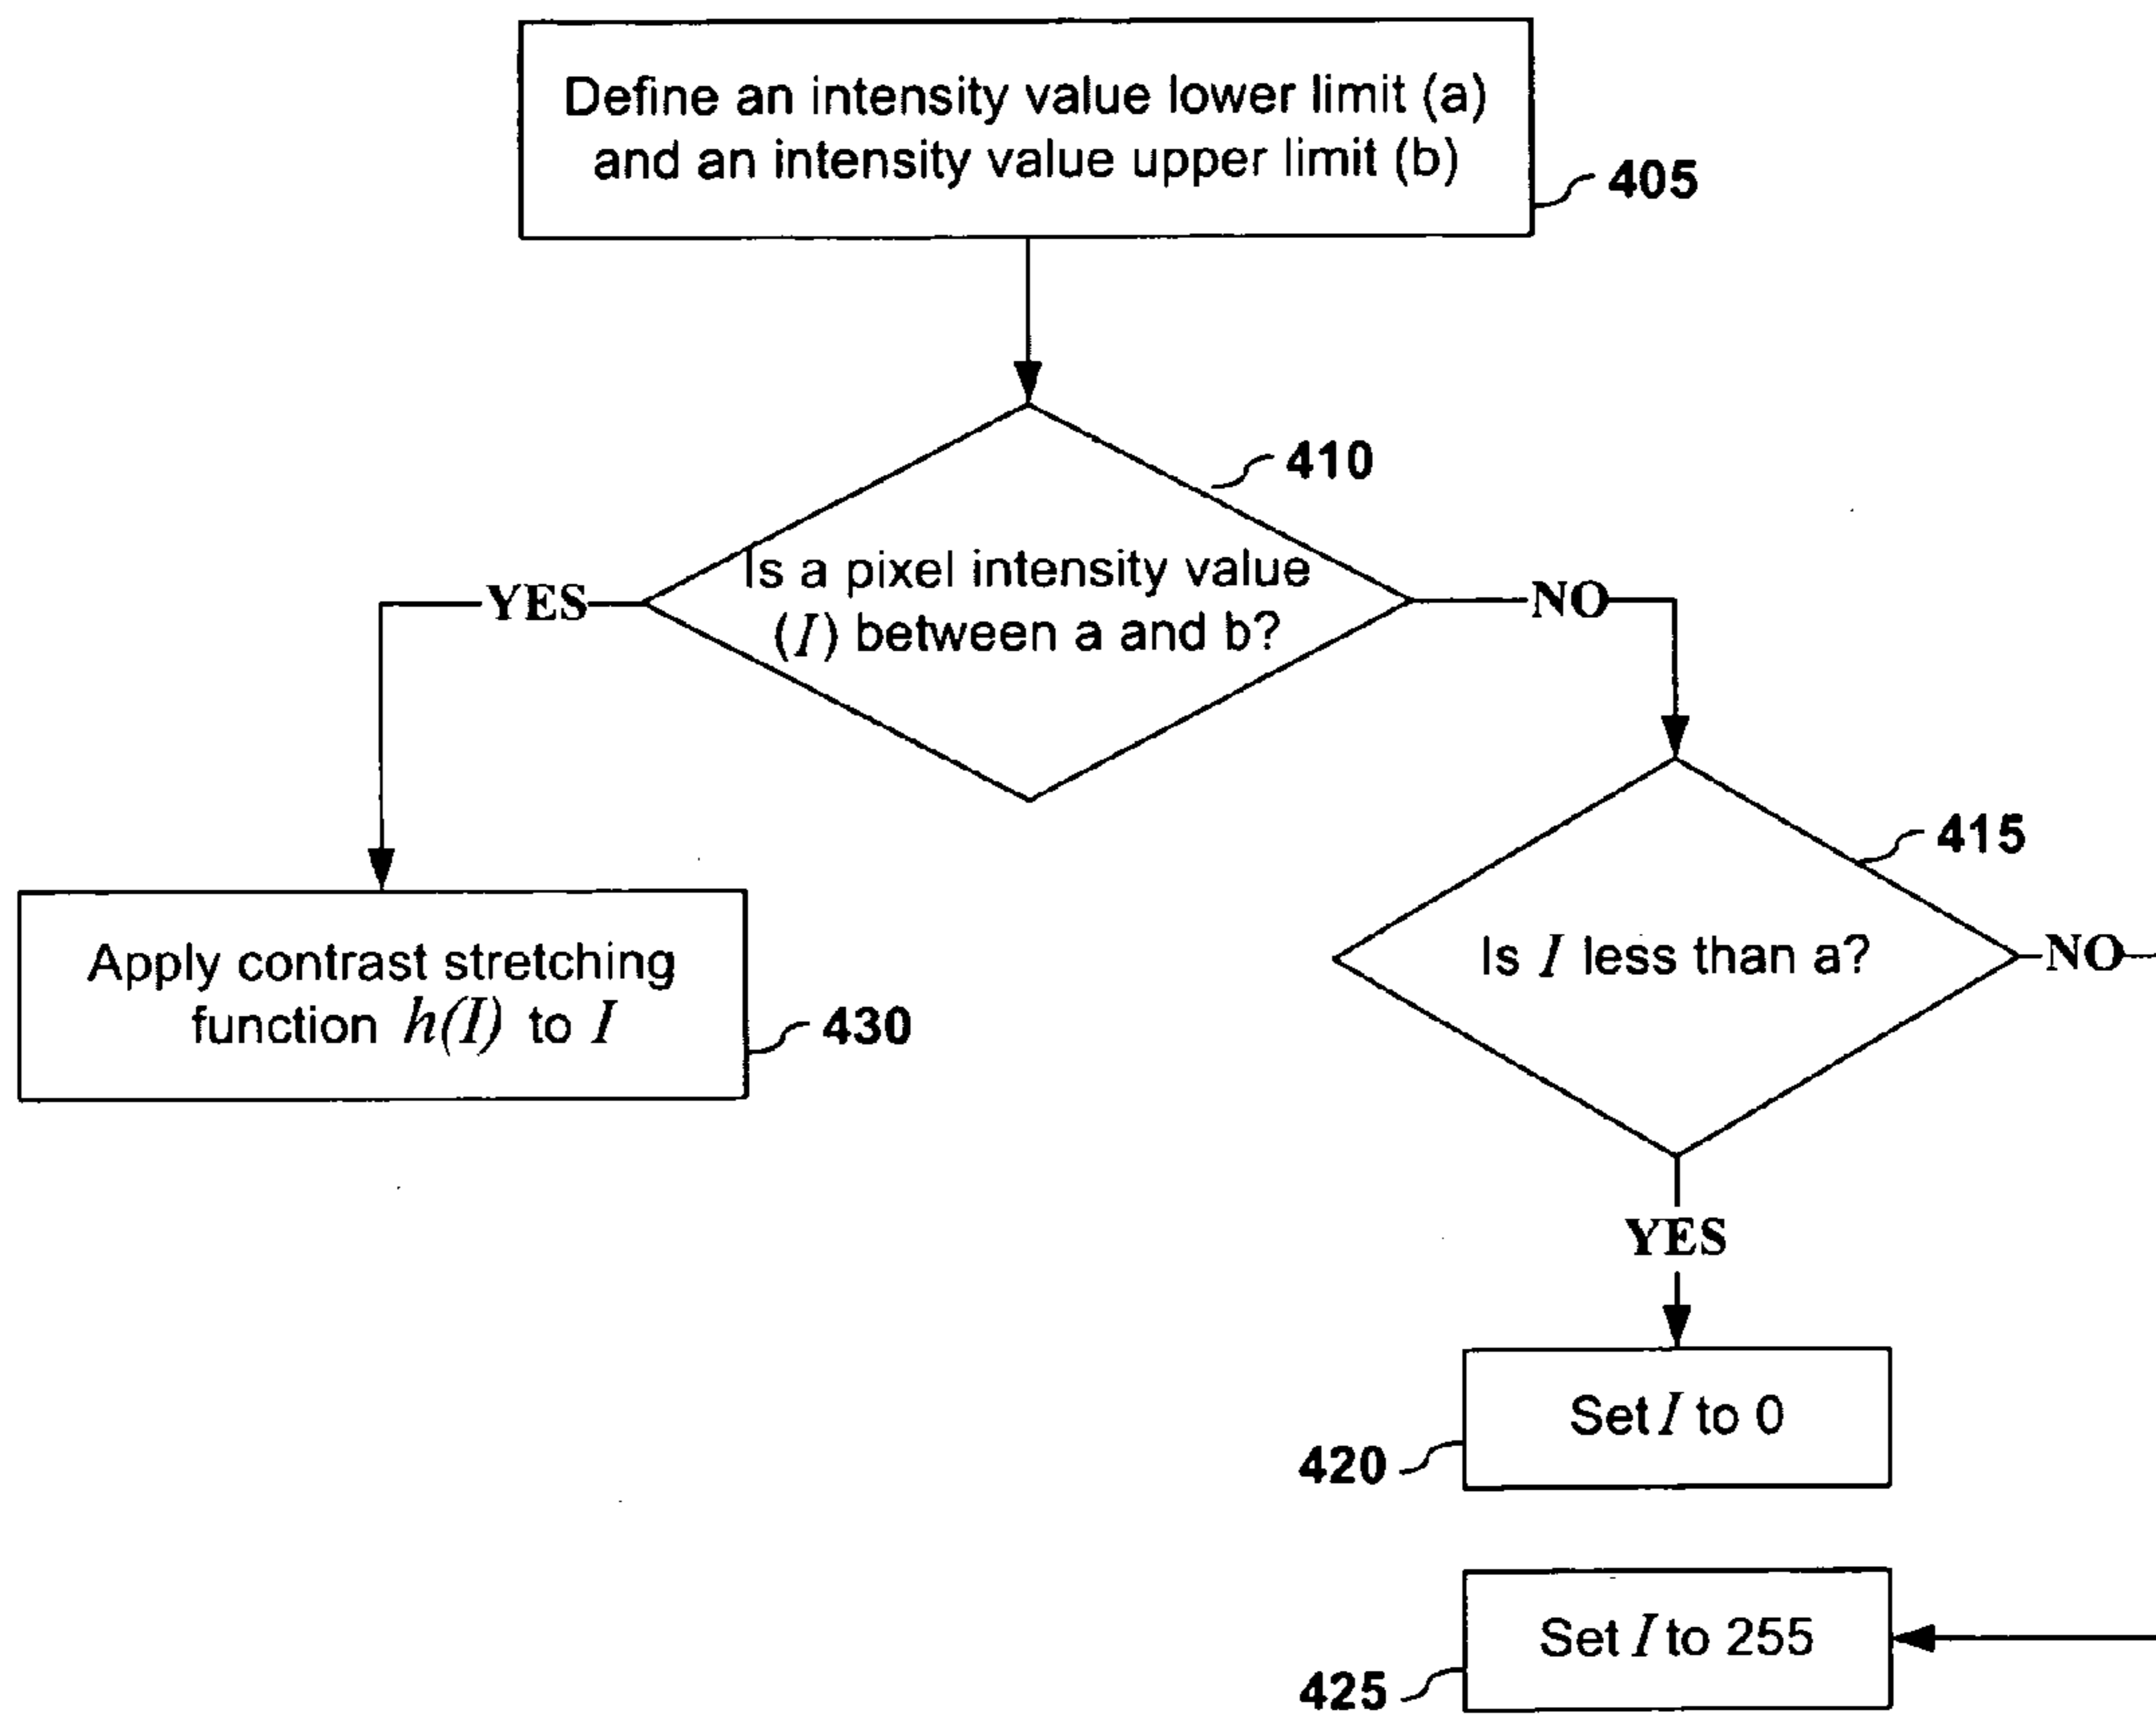 Define an intensity value lower limit (a)
and an intensity value upper limit (b)
405
410
Is a pixel intensity value
(I) between a and b?
YES
NO
415
Is I less than a?
NO
Apply contrast stretching
function h(I) to I
430
YES
Set I to 0
420
Set I to 255
425